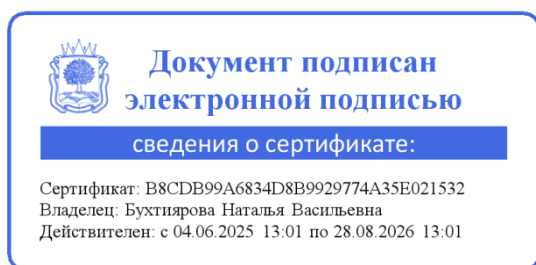 Документ подписан
электронной подписью
сведения о сертификате:
Сертификат: B8CDB99A6834D8B9929774A35E021532
Владелец: Бухтиярова Наталья Васильевна
Действителен: с 04.06.2025 13:01 по 28.08.2026 13:01